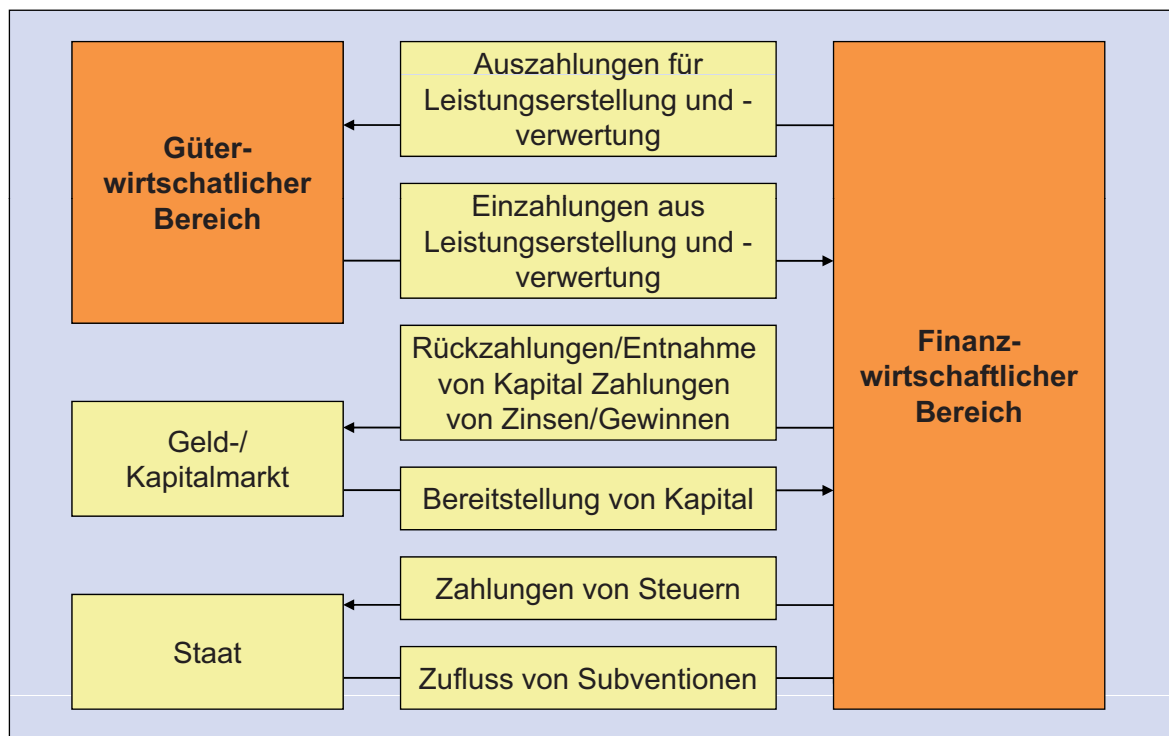 Güter-
wirtschatlicher
Bereich
Auszahlungen für
Leistungserstellung und -
verwertung
Einzahlungen aus
Leistungserstellung und -
verwertung
Finanz-
wirtschaftlicher
Bereich
Geld-/
Kapitalmarkt
Rückzahlungen/Entnahme
von Kapital Zahlungen
von Zinsen/Gewinnen
Bereitstellung von Kapital
Staat
Zahlungen von Steuern
Zufluss von Subventionen